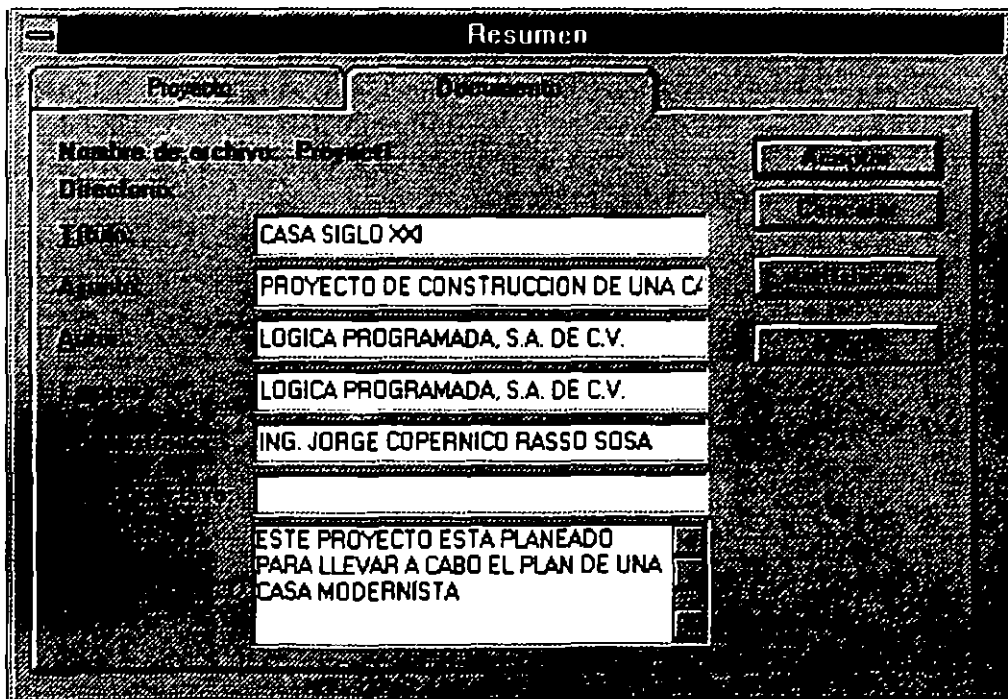 Resumen
Proyecto Documento
Nombre de archivo: Proyect1 Aceptar
Directorio: Cancelar
Título: CASA SIGLO XXI
Asunto: PROYECTO DE CONSTRUCCION DE UNA CA
Autor: LOGICA PROGRAMADA, S.A. DE C.V.
LOGICA PROGRAMADA, S.A. DE C.V.
ING. JORGE COPERNICO RASSO SOSA
ESTE PROYECTO ESTA PLANEADO
PARA LLEVAR A CABO EL PLAN DE UNA
CASA MODERNISTA